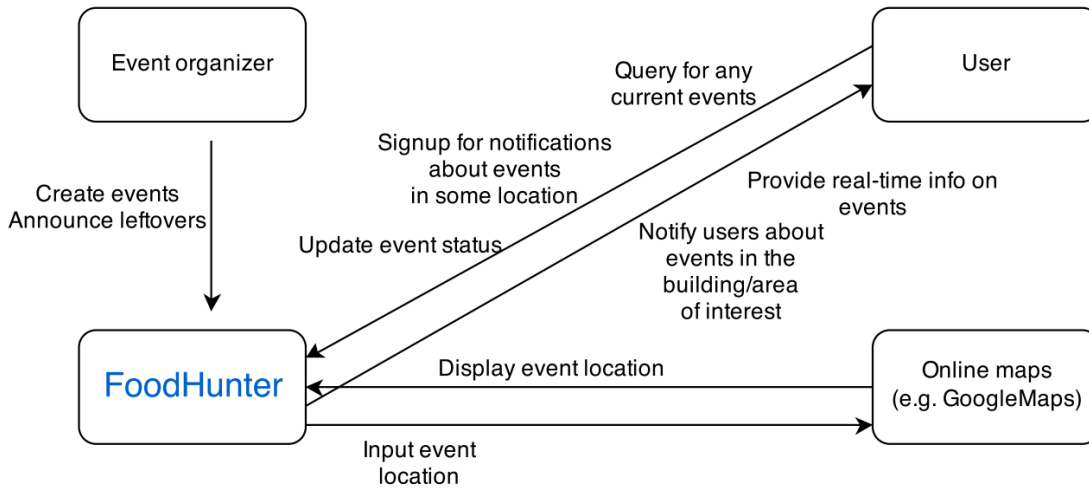 Event organizer
User
Query for any
current events
Signup for notifications
about events
in some location
Update event status
Create events
Announce leftovers
Provide real-time info on
events
Notify users about
events in the
building/area
of interest
FoodHunter
Display event location
Online maps
(e.g. GoogleMaps)
Input event
location